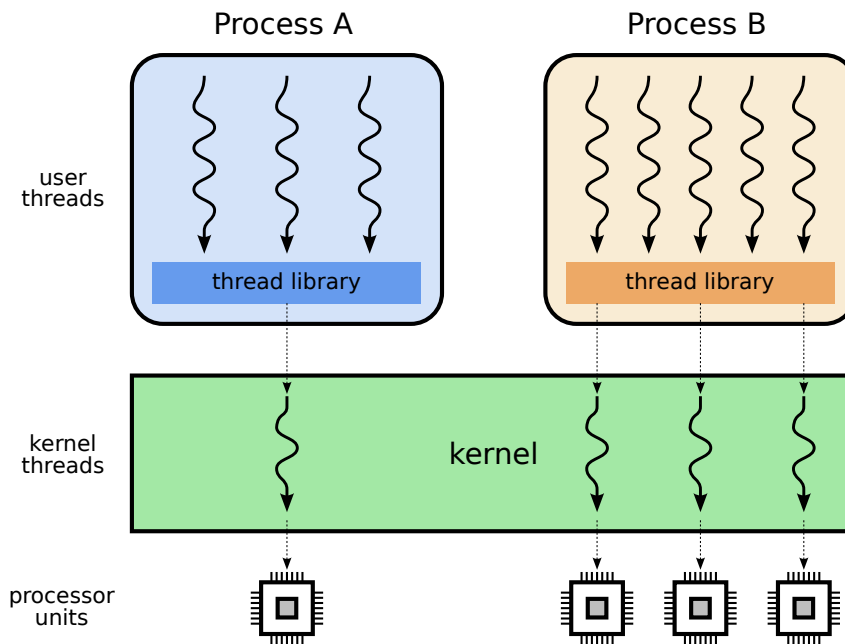 Process A
Process B
user
threads
thread library
thread library
kernel
threads
kernel
processor
units